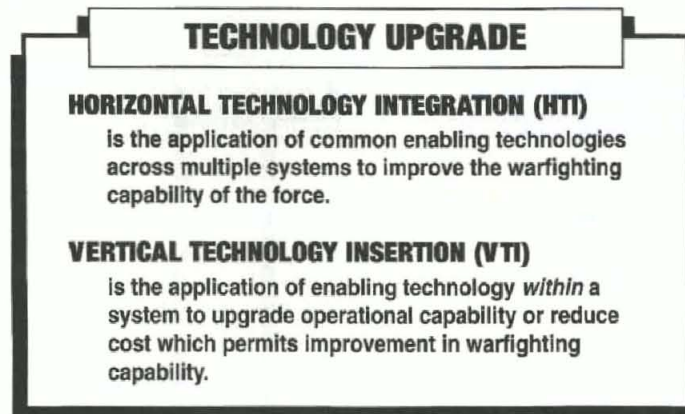 TECHNOLOGY UPGRADE
HORIZONTAL TECHNOLOGY INTEGRATION (HTI)
is the application of common enabling technologies
across multiple systems to improve the warfighting
capability of the force.
VERTICAL TECHNOLOGY INSERTION (VTI)
is the application of enabling technology within a
system to upgrade operational capability or reduce
cost which permits improvement in warfighting
capability.